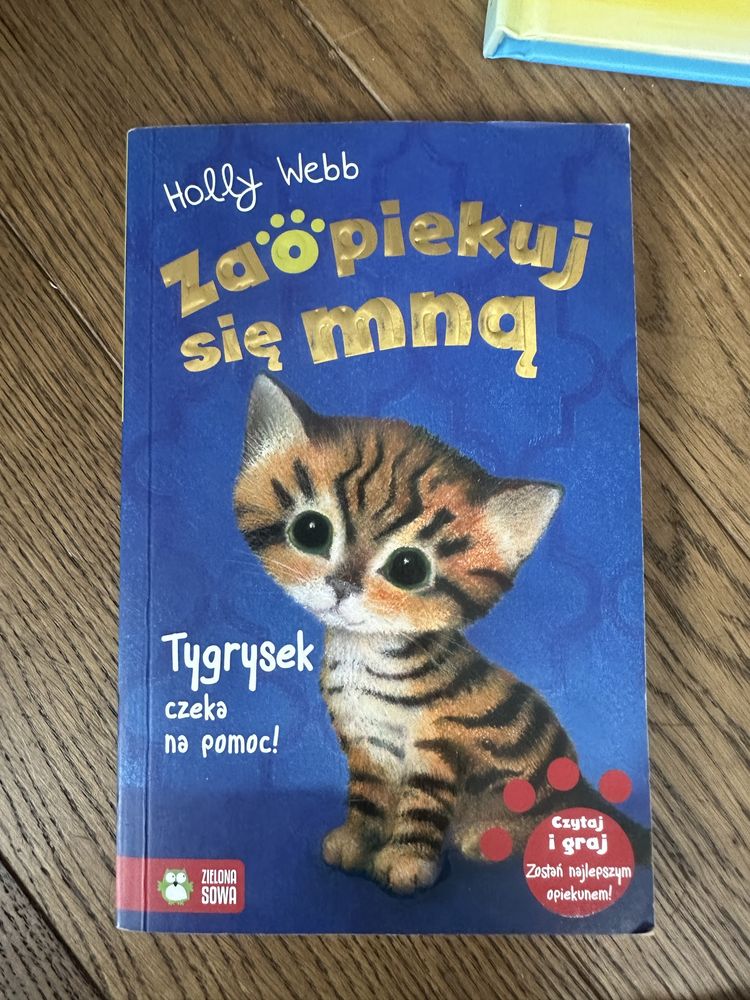 Holly Webb
Zaopiekuj
się mną
Tygrysek
czeka
na pomoc!
Czytaj
i graj
Zostań najlepszym
opiekunem!
ZIELONA
SOWA